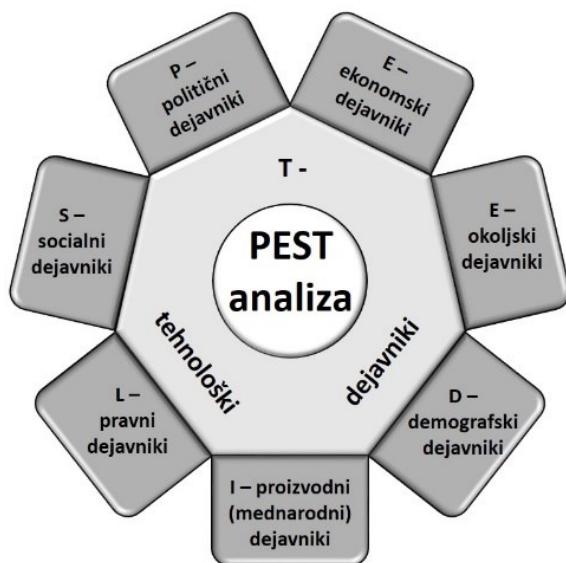 P –
politični
dejavniki
E –
ekonomski
dejavniki
S –
socialni
dejavniki
T -
tehnološki
dejavniki
PEST
analiza
E –
okoljski
dejavniki
L –
pravni
dejavniki
D –
demografski
dejavniki
I – proizvodni
(mednarodni)
dejavniki